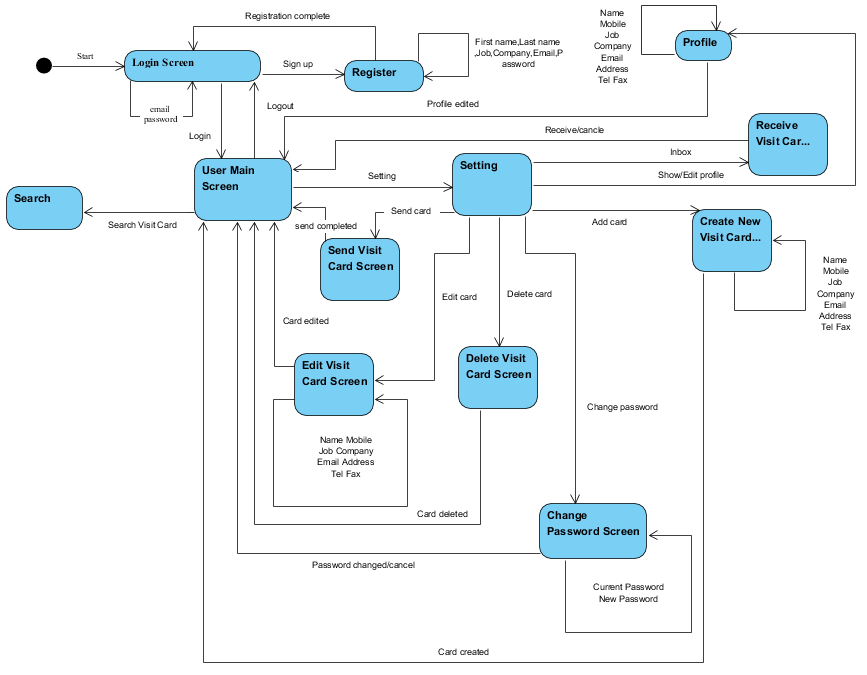 Registration complete
Name
Mobile
Job
Company
Email
Address
Tel Fax
Profile
Start
Login Screen
Sign up
Register
First name,Last name
,Job,Company,Email,P
assword
email
password
Logout
Profile edited
Login
Receive/cancle
Receive
Visit Car...
User Main
Screen
Setting
Setting
Inbox
Show/Edit profile
Search
Search Visit Card
Send card
send completed
Add card
Create New
Visit Card...
Send Visit
Card Screen
Name
Mobile
Job
Company
Email
Address
Tel Fax
Edit card
Delete card
Card edited
Edit Visit
Card Screen
Delete Visit
Card Screen
Change password
Name Mobile
Job Company
Email Address
Tel Fax
Card deleted
Change
Password Screen
Password changed/cancel
Current Password
New Password
Card created